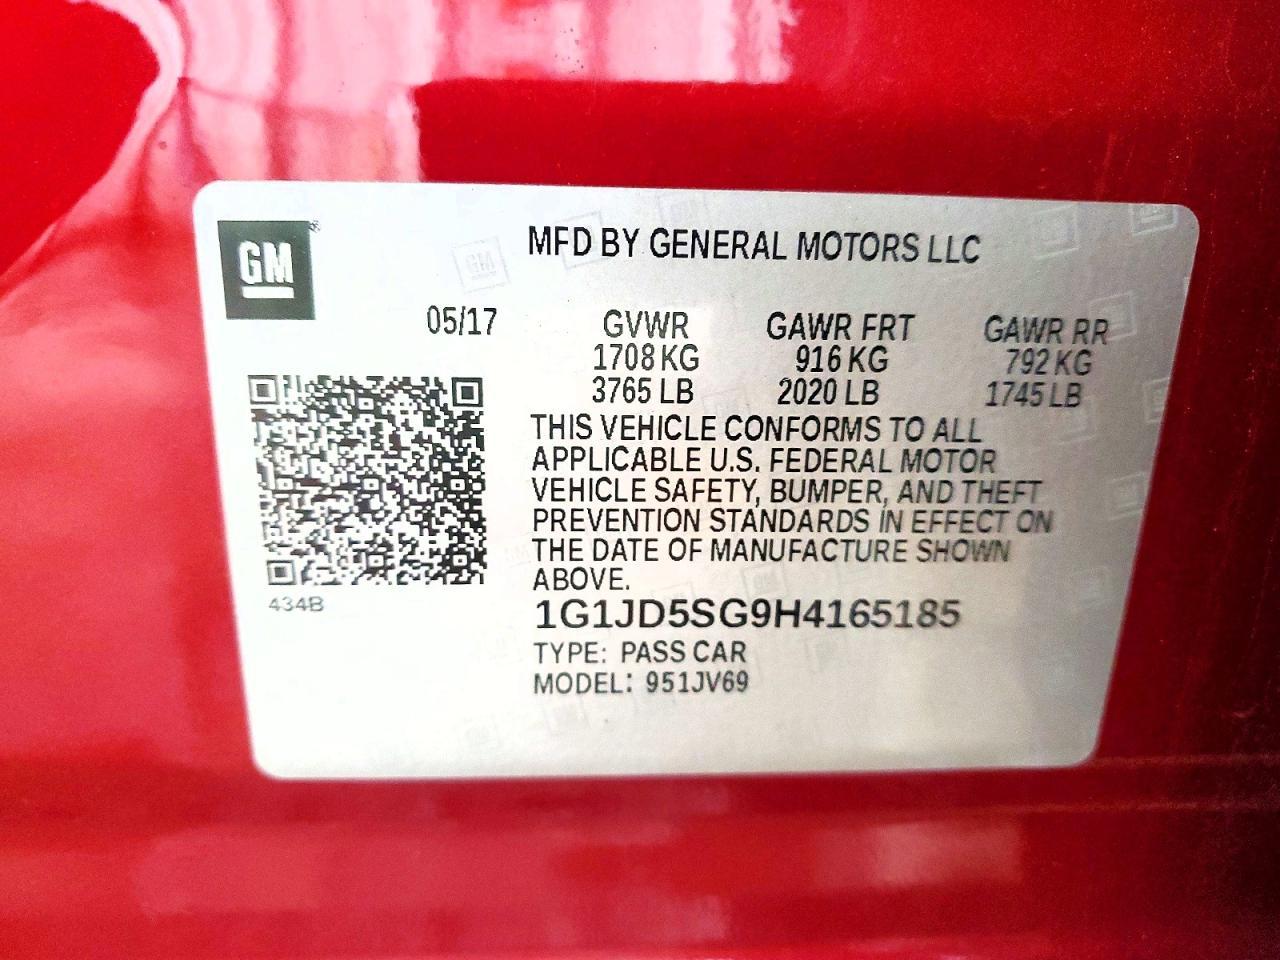 GM®
MFD BY GENERAL MOTORS LLC
05/17 GVWR GAWR FRT GAWR RR
1708 KG 916 KG 792 KG
3765 LB 2020 LB 1745 LB
THIS VEHICLE CONFORMS TO ALL
APPLICABLE U.S. FEDERAL MOTOR
VEHICLE SAFETY, BUMPER, AND THEFT
PREVENTION STANDARDS IN EFFECT ON
THE DATE OF MANUFACTURE SHOWN
ABOVE.
434B
1G1JD5SG9H4165185
TYPE: PASS CAR
MODEL: 951JV69